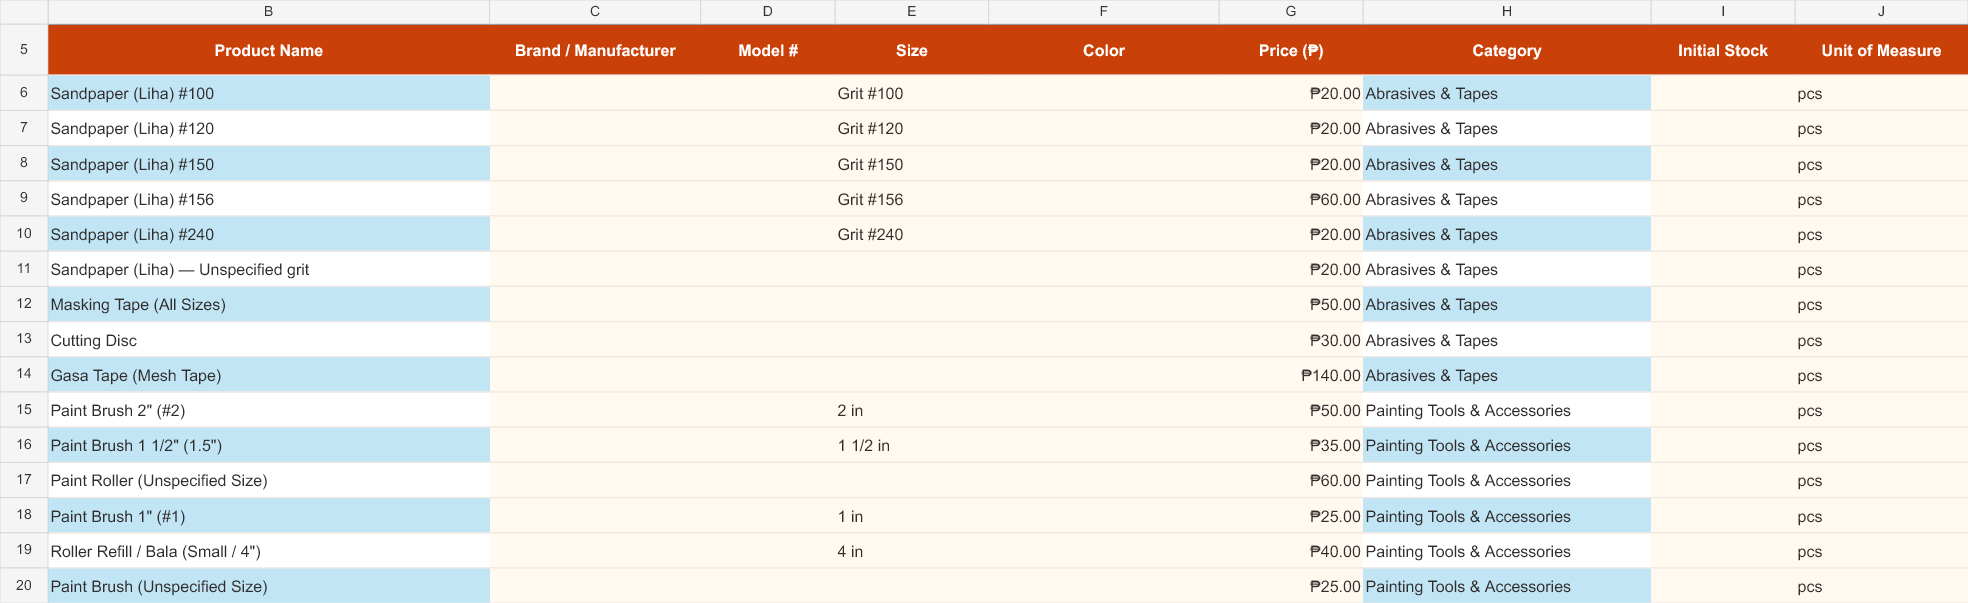 B C D E F G H I J
5 Product Name Brand / Manufacturer Model # Size Color Price (₱) Category Initial Stock Unit of Measure
6 Sandpaper (Liha) #100 Grit #100 ₱20.00 Abrasives & Tapes pcs
7 Sandpaper (Liha) #120 Grit #120 ₱20.00 Abrasives & Tapes pcs
8 Sandpaper (Liha) #150 Grit #150 ₱20.00 Abrasives & Tapes pcs
9 Sandpaper (Liha) #156 Grit #156 ₱60.00 Abrasives & Tapes pcs
10 Sandpaper (Liha) #240 Grit #240 ₱20.00 Abrasives & Tapes pcs
11 Sandpaper (Liha) — Unspecified grit ₱20.00 Abrasives & Tapes pcs
12 Masking Tape (All Sizes) ₱50.00 Abrasives & Tapes pcs
13 Cutting Disc ₱30.00 Abrasives & Tapes pcs
14 Gasa Tape (Mesh Tape) ₱140.00 Abrasives & Tapes pcs
15 Paint Brush 2" (#2) 2 in ₱50.00 Painting Tools & Accessories pcs
16 Paint Brush 1 1/2" (1.5") 1 1/2 in ₱35.00 Painting Tools & Accessories pcs
17 Paint Roller (Unspecified Size) ₱60.00 Painting Tools & Accessories pcs
18 Paint Brush 1" (#1) 1 in ₱25.00 Painting Tools & Accessories pcs
19 Roller Refill / Bala (Small / 4") 4 in ₱40.00 Painting Tools & Accessories pcs
20 Paint Brush (Unspecified Size) ₱25.00 Painting Tools & Accessories pcs